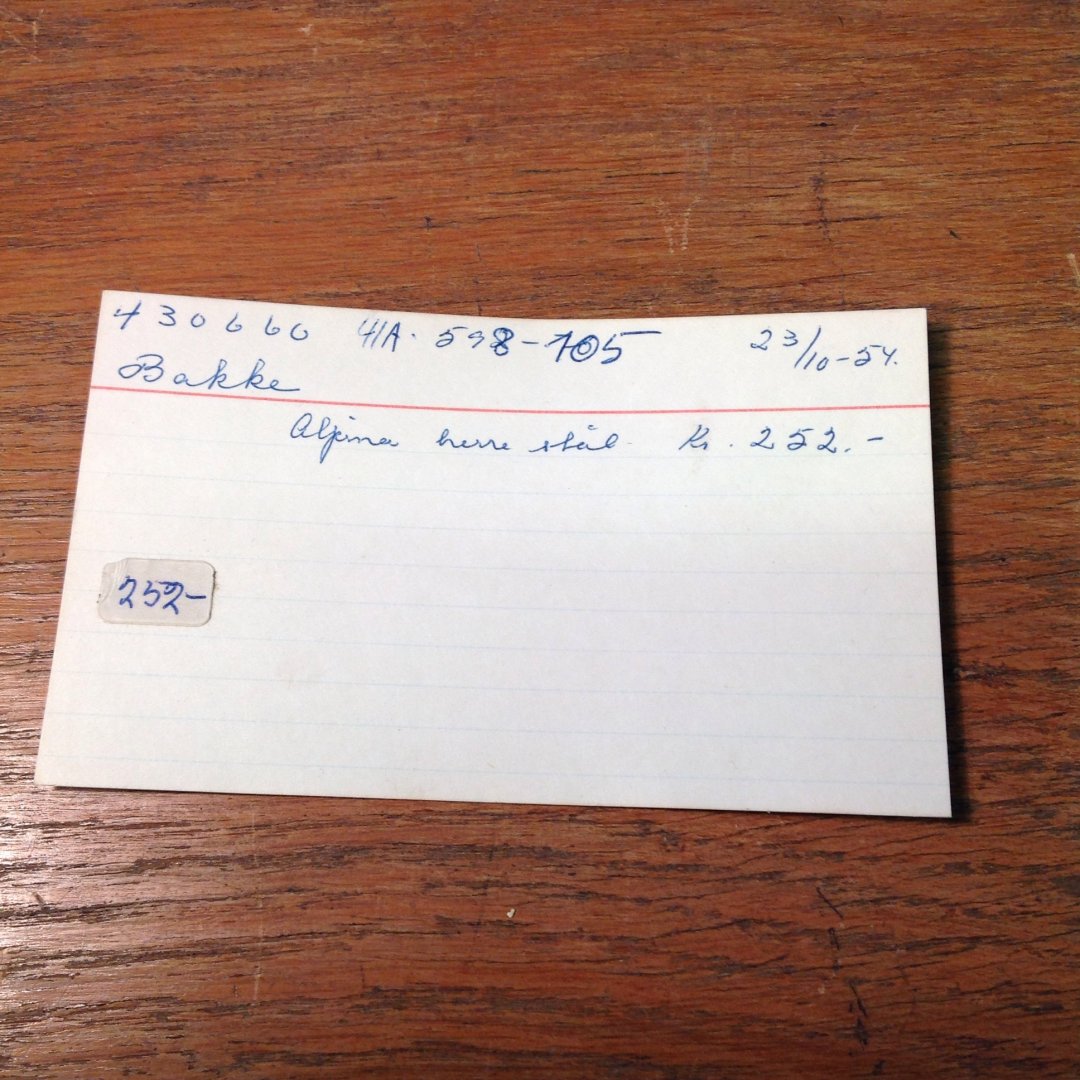 430660 41A. 598-105 23/10-54.
Bakke
Alpina herre stål Kr. 252.-
252-